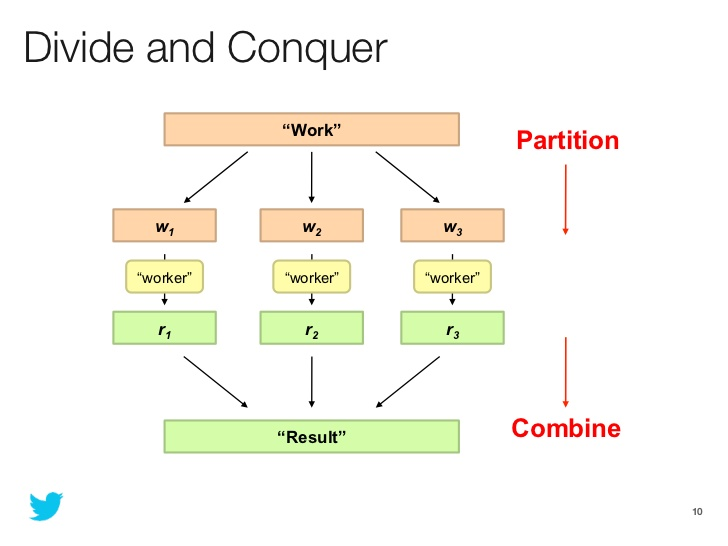 Divide and Conquer
“Work”
Partition
w1 w2 w3
“worker” “worker” “worker”
r1 r2 r3
Combine
“Result”
10